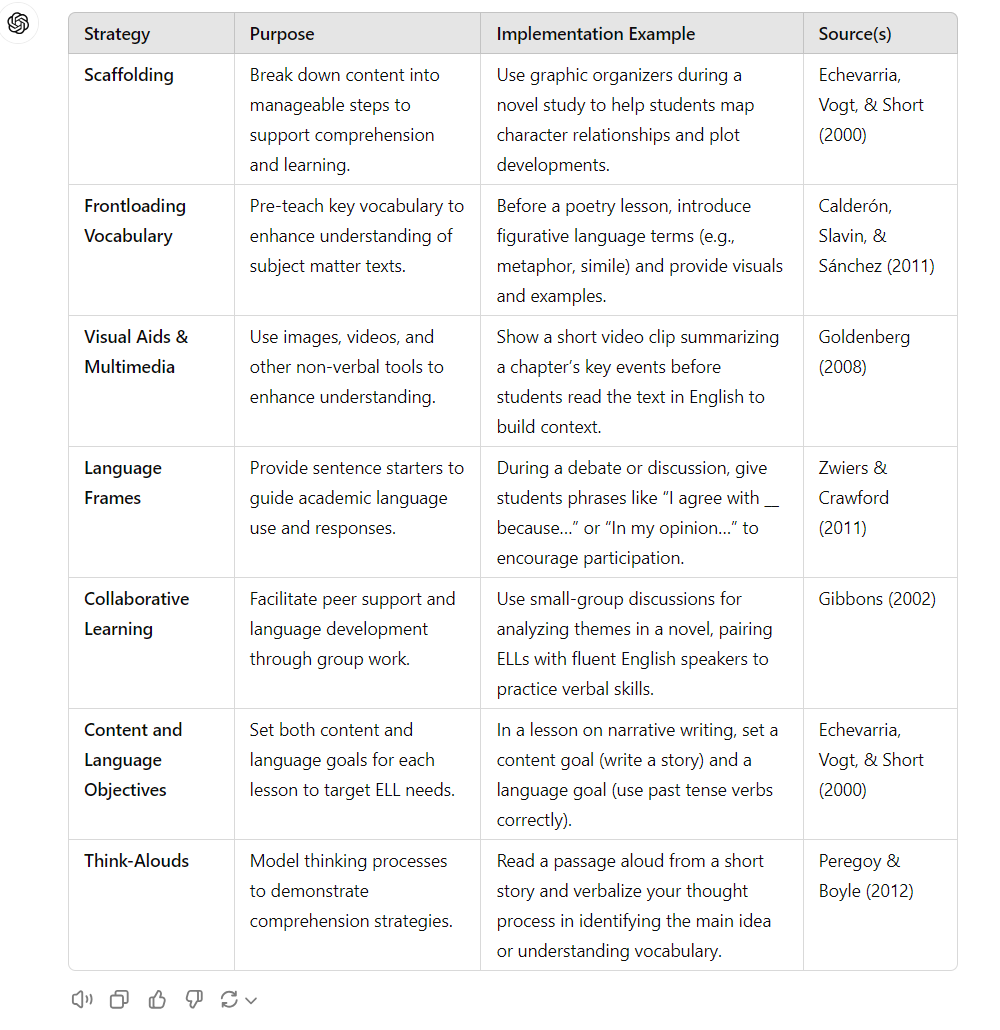 Strategy
Purpose
Implementation Example
Source(s)
Scaffolding
Break down content into
manageable steps to
support comprehension
and learning.
Use graphic organizers during a
novel study to help students map
character relationships and plot
developments.
Echevarria,
Vogt, & Short
(2000)
Frontloading
Vocabulary
Pre-teach key vocabulary to
enhance understanding of
subject matter texts.
Before a poetry lesson, introduce
figurative language terms (e.g.,
metaphor, simile) and provide visuals
and examples.
Calderón,
Slavin, &
Sánchez (2011)
Visual Aids &
Multimedia
Use images, videos, and
other non-verbal tools to
enhance understanding.
Show a short video clip summarizing
a chapter’s key events before
students read the text in English to
build context.
Goldenberg
(2008)
Language
Frames
Provide sentence starters to
guide academic language
use and responses.
During a debate or discussion, give
students phrases like “I agree with __
because…” or “In my opinion…” to
encourage participation.
Zwiers &
Crawford
(2011)
Collaborative
Learning
Facilitate peer support and
language development
through group work.
Use small-group discussions for
analyzing themes in a novel, pairing
ELLs with fluent English speakers to
practice verbal skills.
Gibbons (2002)
Content and
Language
Objectives
Set both content and
language goals for each
lesson to target ELL needs.
In a lesson on narrative writing, set a
content goal (write a story) and a
language goal (use past tense verbs
correctly).
Echevarria,
Vogt, & Short
(2000)
Think-Alouds
Model thinking processes
to demonstrate
comprehension strategies.
Read a passage aloud from a short
story and verbalize your thought
process in identifying the main idea
or understanding vocabulary.
Peregoy &
Boyle (2012)